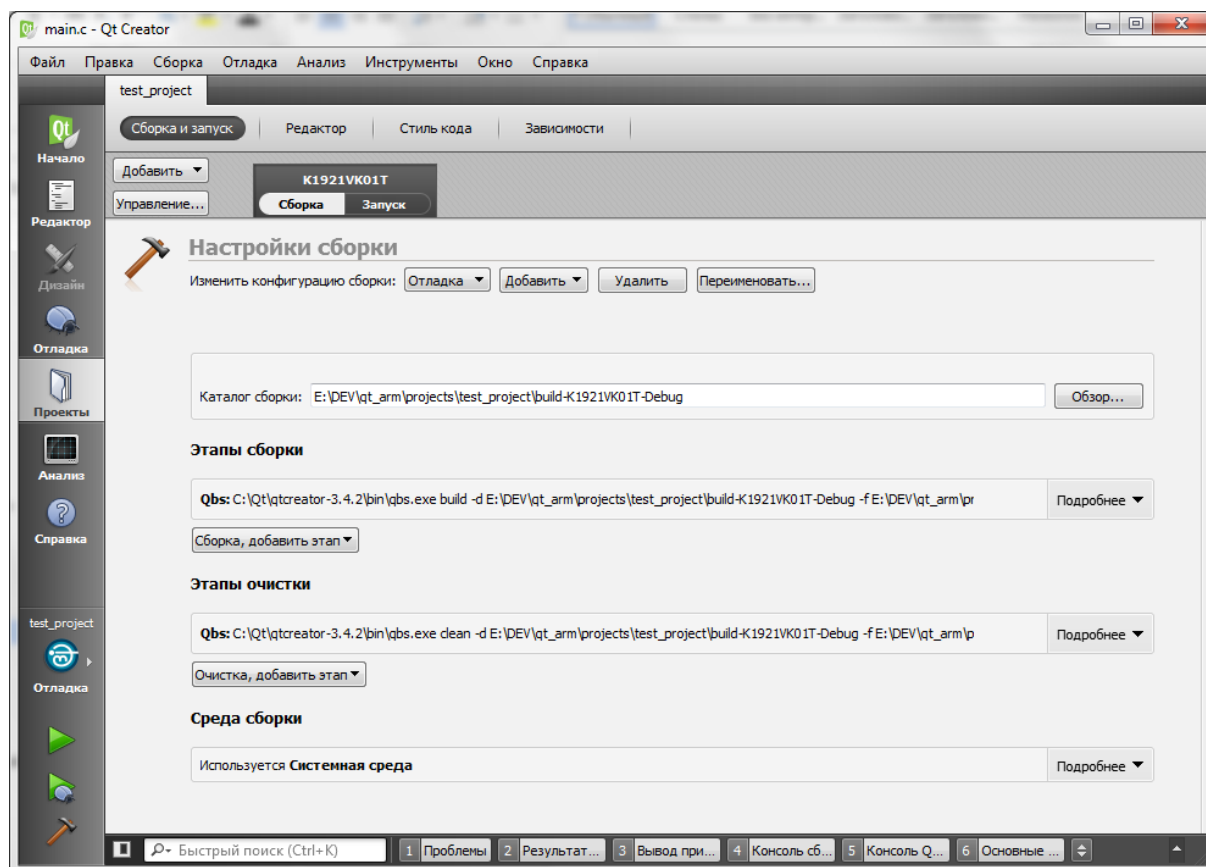 main.c - Qt Creator
Файл Правка Сборка Отладка Анализ Инструменты Окно Справка
test_project
Сборка и запуск Редактор Стиль кода Зависимости
Начало
Добавить
Управление...
K1921VK01T
Сборка Запуск
Редактор
Настройки сборки
Изменить конфигурацию сборки: Отладка Добавить Удалить Переименовать...
Дизайн
Отладка
Каталог сборки: E:\DEV\qt_arm\projects\test_project\build-K1921VK01T-Debug Обзор...
Проекты
Этапы сборки
Анализ
Qbs: C:\Qt\qtcreator-3.4.2\bin\qbs.exe build -d E:\DEV\qt_arm\projects\test_project\build-K1921VK01T-Debug -f E:\DEV\qt_arm\pr Подробнее
Справка
Сборка, добавить этап
Этапы очистки
test_project
Qbs: C:\Qt\qtcreator-3.4.2\bin\qbs.exe clean -d E:\DEV\qt_arm\projects\test_project\build-K1921VK01T-Debug -f E:\DEV\qt_arm\p Подробнее
Отладка
Очистка, добавить этап
Среда сборки
Используется Системная среда Подробнее
Быстрый поиск (Ctrl+K) 1 Проблемы 2 Результат... 3 Вывод при... 4 Консоль сб... 5 Консоль Q... 6 Основные ...